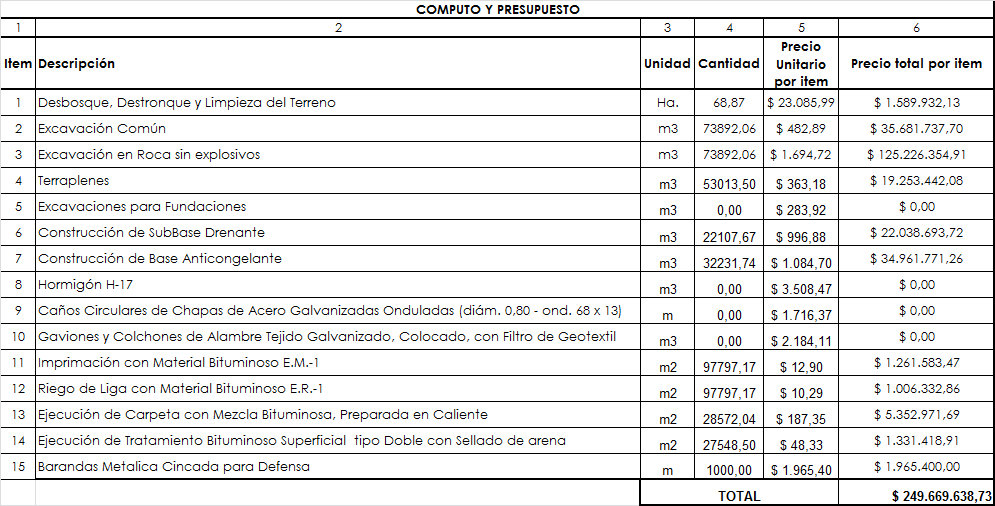 COMPUTO Y PRESUPUESTO
1 2 3 4 5 6
Item Descripción Unidad Cantidad Precio Unitario por item Precio total por item
1 Desbosque, Destronque y Limpieza del Terreno Ha. 68,87 $ 23.085,99 $ 1.589.932,13
2 Excavación Común m3 73892,06 $ 482,89 $ 35.681.737,70
3 Excavación en Roca sin explosivos m3 73892,06 $ 1.694,72 $ 125.226.354,91
4 Terraplenes m3 53013,50 $ 363,18 $ 19.253.442,08
5 Excavaciones para Fundaciones m3 0,00 $ 283,92 $ 0,00
6 Construcción de SubBase Drenante m3 22107,67 $ 996,88 $ 22.038.693,72
7 Construcción de Base Anticongelante m3 32231,74 $ 1.084,70 $ 34.961.771,26
8 Hormigón H-17 m3 0,00 $ 3.508,47 $ 0,00
9 Caños Circulares de Chapas de Acero Galvanizadas Onduladas (diám. 0,80 - ond. 68 x 13) m 0,00 $ 1.716,37 $ 0,00
10 Gaviones y Colchones de Alambre Tejido Galvanizado, Colocado, con Filtro de Geotextil m3 0,00 $ 2.184,11 $ 0,00
11 Imprimación con Material Bituminoso E.M.-1 m2 97797,17 $ 12,90 $ 1.261.583,47
12 Riego de Liga con Material Bituminoso E.R.-1 m2 97797,17 $ 10,29 $ 1.006.332,86
13 Ejecución de Carpeta con Mezcla Bituminosa, Preparada en Caliente m2 28572,04 $ 187,35 $ 5.352.971,69
14 Ejecución de Tratamiento Bituminoso Superficial tipo Doble con Sellado de arena m2 27548,50 $ 48,33 $ 1.331.418,91
15 Barandas Metalica Cincada para Defensa m 1000,00 $ 1.965,40 $ 1.965.400,00
TOTAL $ 249.669.638,73